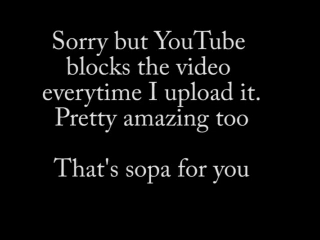 Sorry but YouTube
blocks the video
everytime I upload it.
Pretty amazing too
That's sopa for you